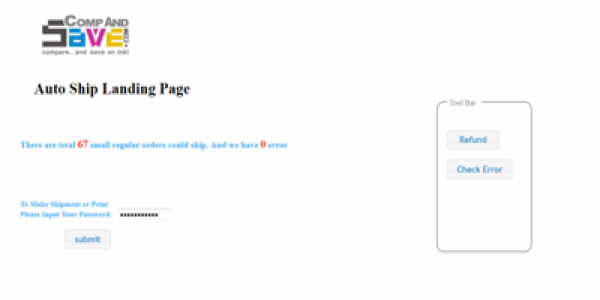 COMP AND
SAVE.COM
compare.. and save on ink!
Auto Ship Landing Page
Tool Bar
There are total 67 small regular orders could ship. And we have 0 error
Refund
Check Error
To Make Shipment or Print
Please Input Your Password:
submit